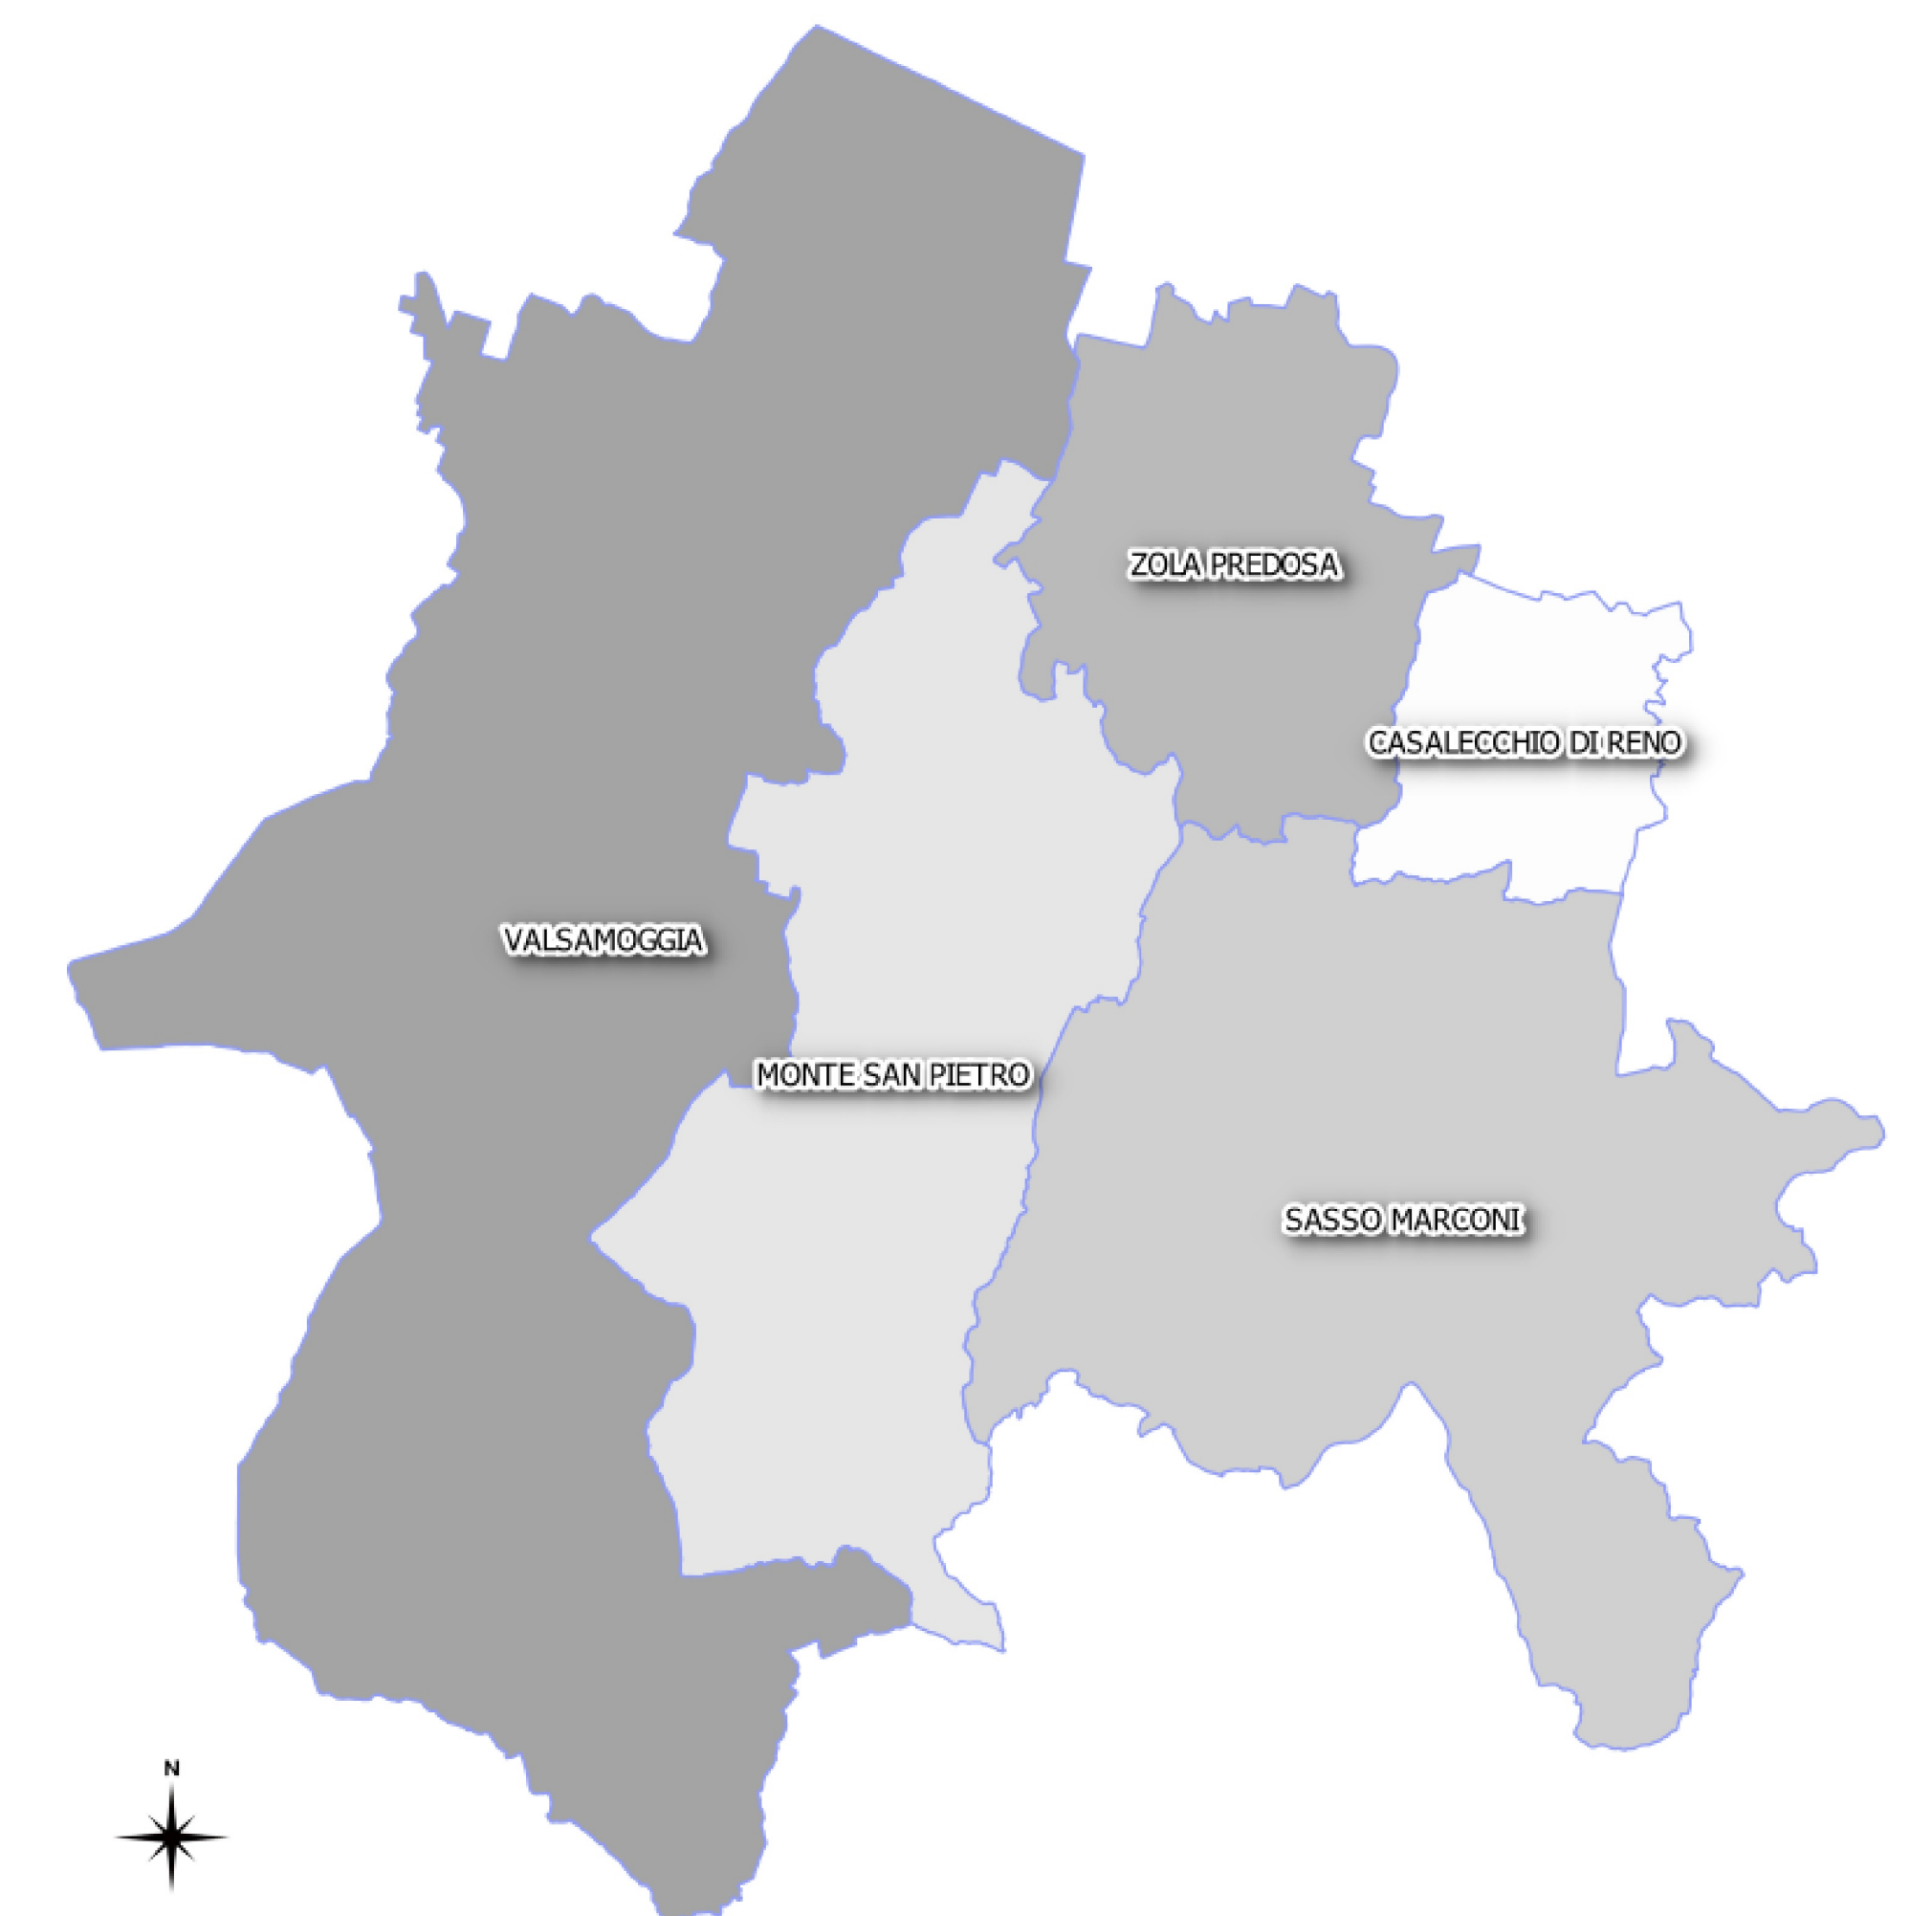 ZOLA PREDOSA
CASALECCHIO DI RENO
VALSAMOGGIA
MONTE SAN PIETRO
SASSO MARCONI
N